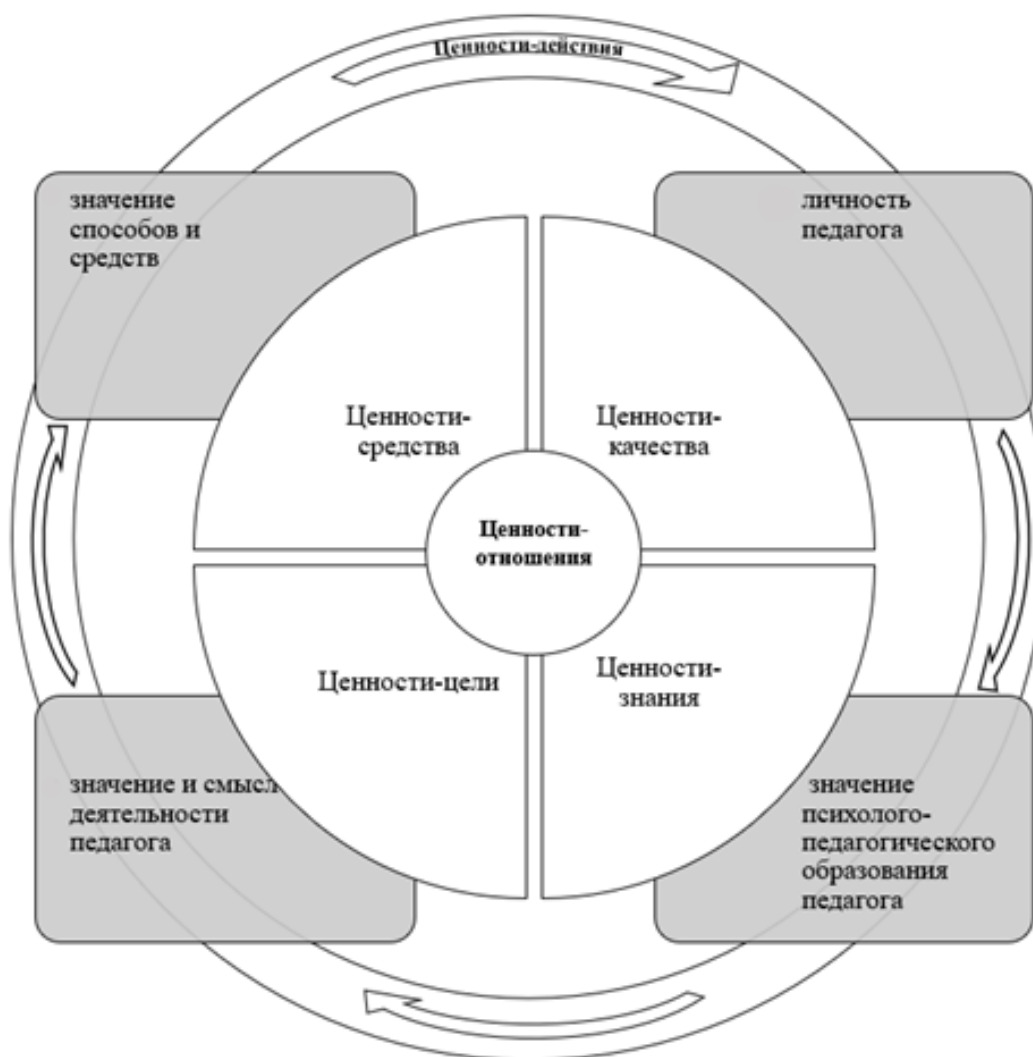 Ценности-действия
значение
способов и
средств
личность
педагога
Ценности-
средства
Ценности-
качества
Ценности-
отношения
Ценности-цели
Ценности-
знания
значение и смысл
деятельности
педагога
значение
психолого-
педагогического
образования
педагога